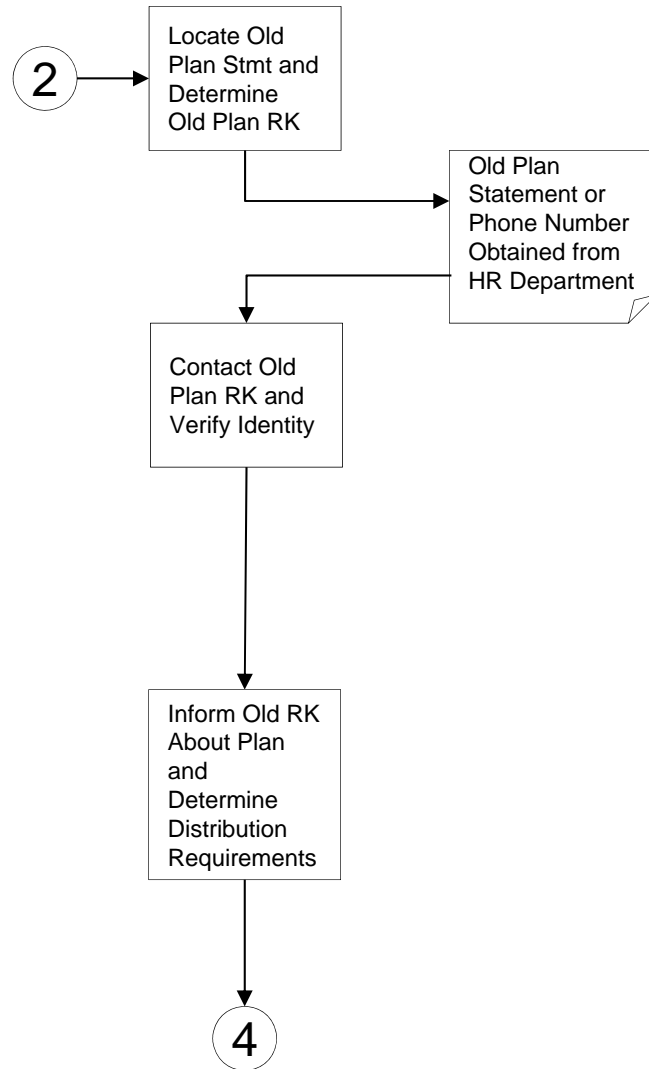 2
Locate Old
Plan Stmt and
Determine
Old Plan RK
Old Plan
Statement or
Phone Number
Obtained from
HR Department
Contact Old
Plan RK and
Verify Identity
Inform Old RK
About Plan
and
Determine
Distribution
Requirements
4